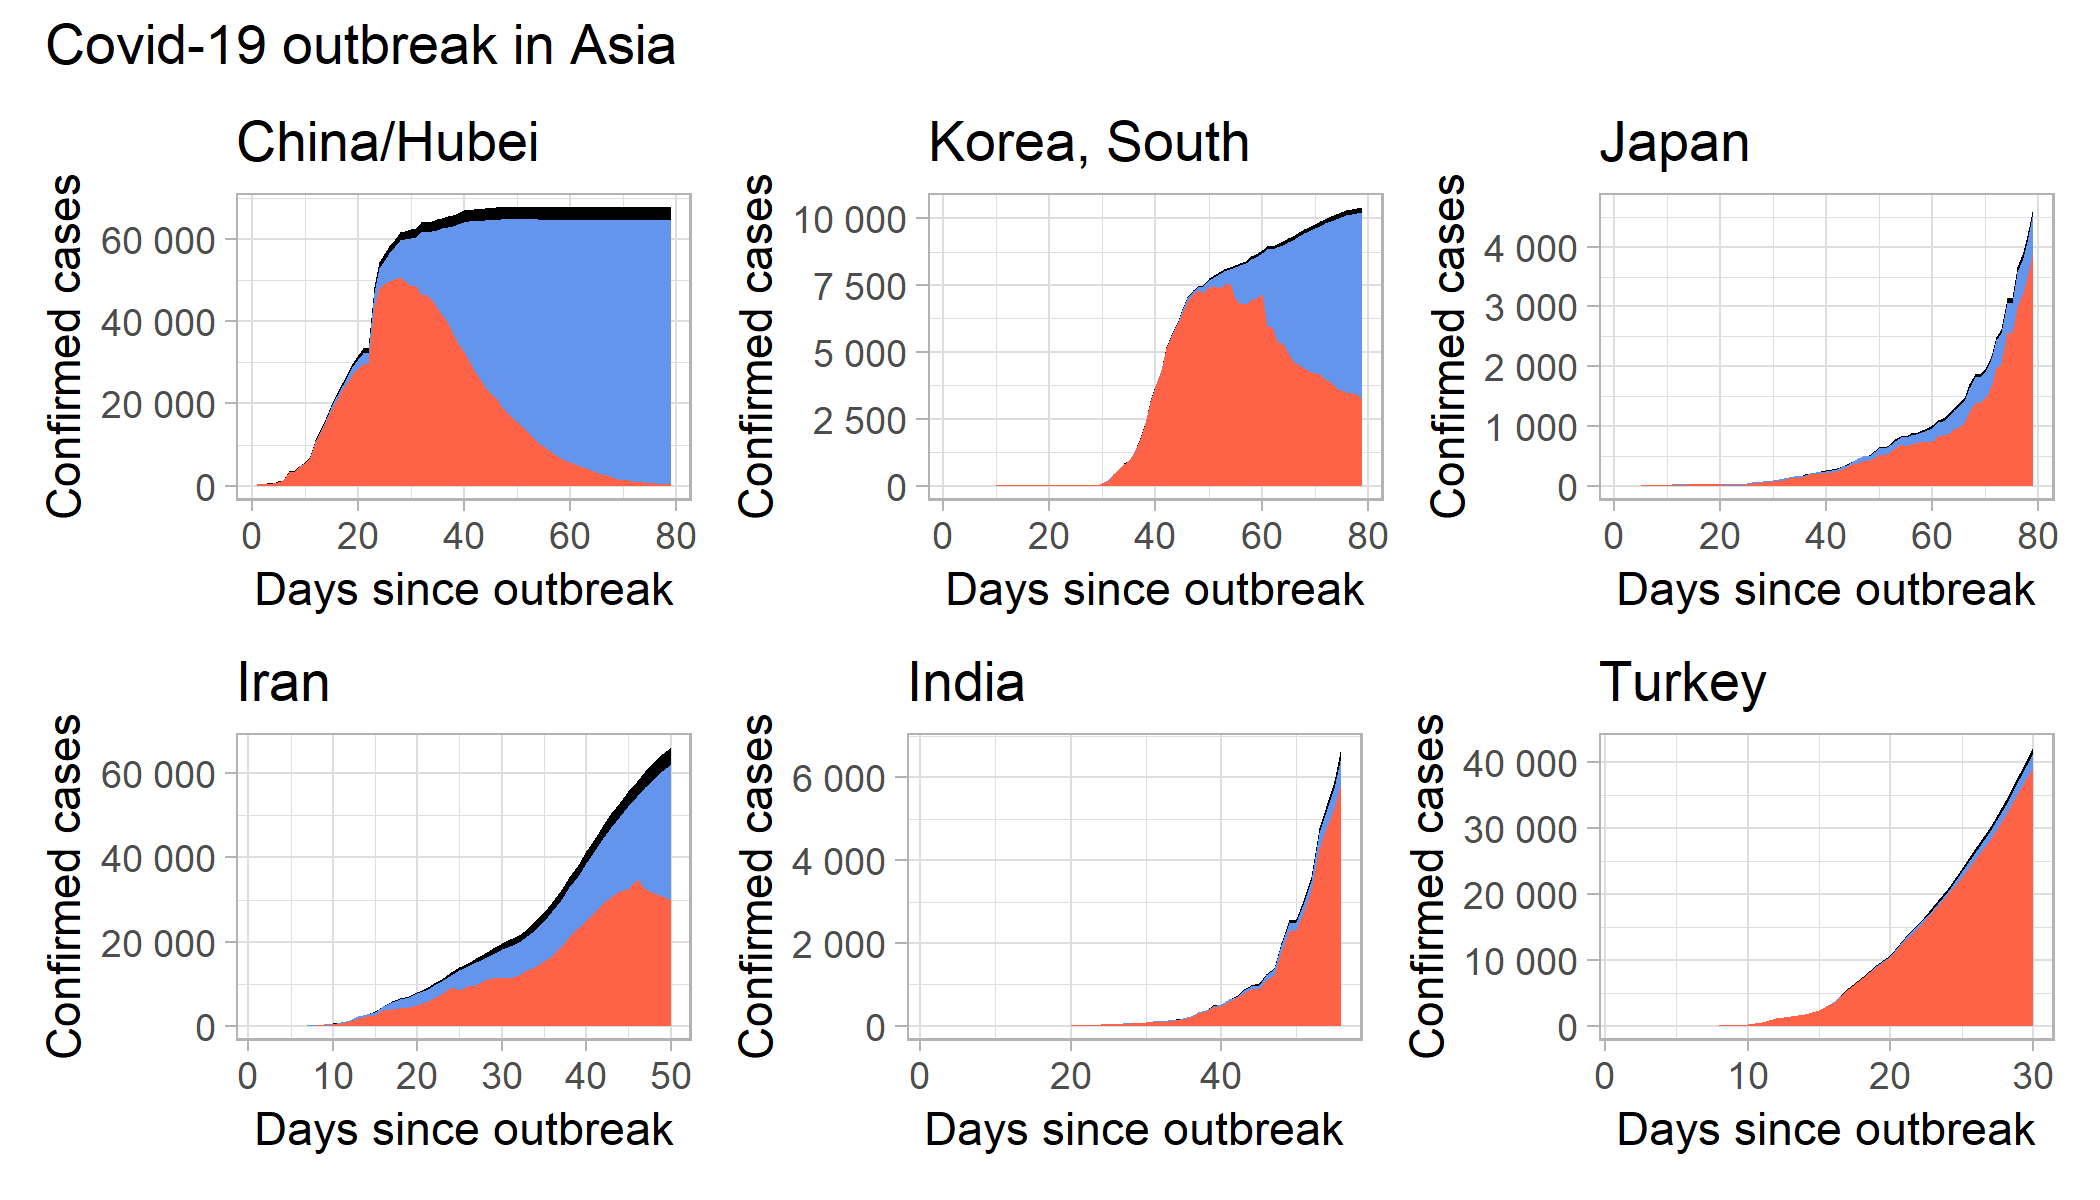 Covid-19 outbreak in Asia
China/Hubei
Confirmed cases
60 000
40 000
20 000
0
0 20 40 60 80
Days since outbreak
Korea, South
Confirmed cases
10 000
7 500
5 000
2 500
0
0 20 40 60 80
Days since outbreak
Japan
Confirmed cases
4 000
3 000
2 000
1 000
0
0 20 40 60 80
Days since outbreak
Iran
Confirmed cases
60 000
40 000
20 000
0
0 10 20 30 40 50
Days since outbreak
India
Confirmed cases
6 000
4 000
2 000
0
0 20 40
Days since outbreak
Turkey
Confirmed cases
40 000
30 000
20 000
10 000
0
0 10 20 30
Days since outbreak